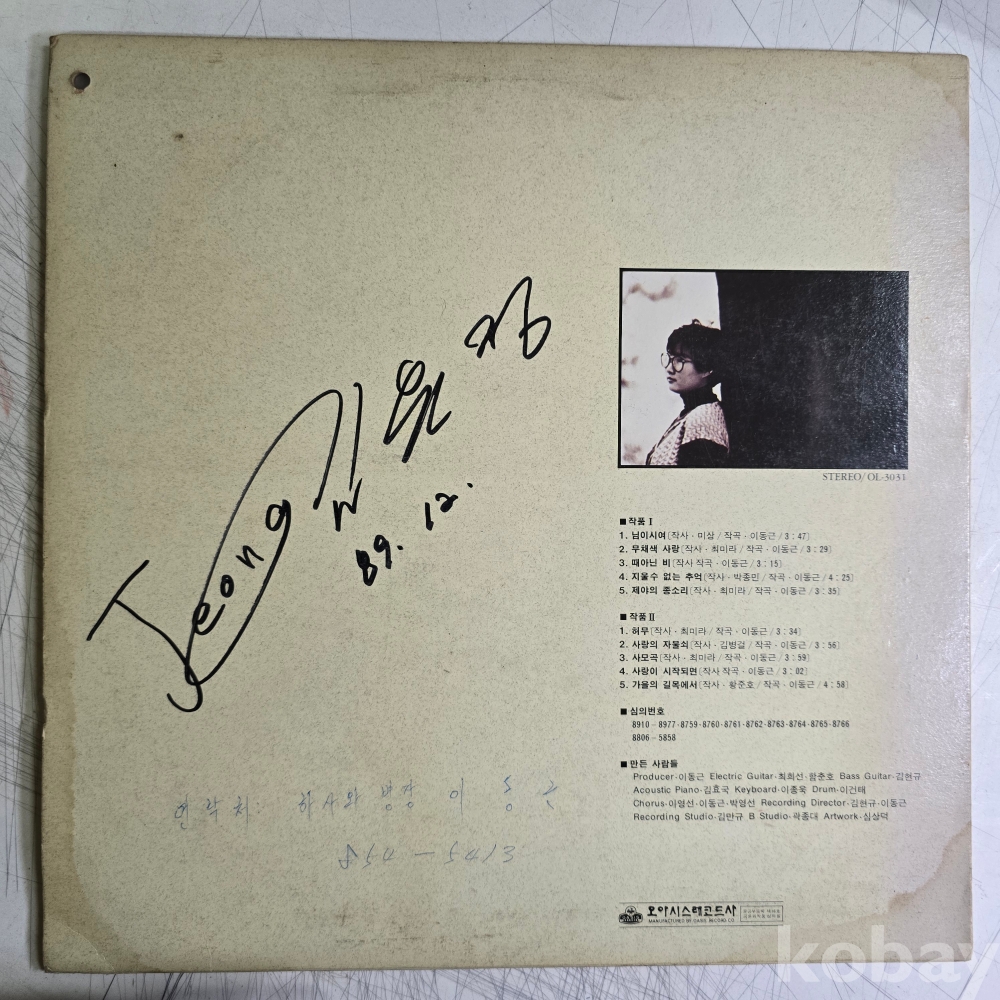 Jeong
89. 12.
STEREO/OL-3031
■작품 I
1. 님이시여[작사·미상/작곡·이동근/3:47]
2. 우채색 사랑[작사·최미라/작곡·이동근/3:29]
3. 때아닌 비[작사 작곡·이동근/3:15]
4. 지울수 없는 추억[작사·박종민/작곡·이동근/4:25]
5. 제야의 종소리[작사·최미라/작곡·이동근/3:35]
■작품 II
1. 허무[작사·최미라/작곡·이동근/3:34]
2. 사랑의 자물쇠[작사·김병걸/작곡·이동근/3:56]
3. 사모곡[작사·최미라/작곡·이동근/3:59]
4. 사랑이 시작되면[작사 작곡·이동근/3:02]
5. 가을의 길목에서[작사·황준호/작곡·이동근/4:58]
■심의번호
8910-8977·8759·8760·8761·8762·8763·8764·8765·8766
8806-5858
■만든 사람들
Producer·이동근 Electric Guitar·최희선·함춘호 Bass Guitar·김현규
Acoustic Piano·김효국 Keyboard·이종욱 Drum·이건태
Chorus·이영선·이동근·박영선 Recording Director·김현규·이동근
Recording Studio·김만규 B Studio·곽종대 Artwork·심상덕
연락처: 하사와 병장 이동근
854-5413
오아시스레코드사
MANUFACTURED BY OASIS RECORD CO.
kobay